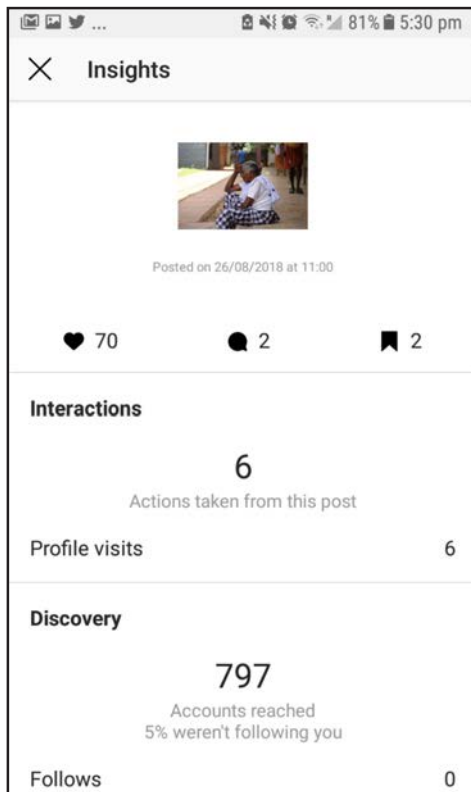 ... 81% 5:30 pm
Insights
Posted on 26/08/2018 at 11:00
70 2 2
Interactions
6
Actions taken from this post
Profile visits 6
Discovery
797
Accounts reached
5% weren't following you
Follows 0